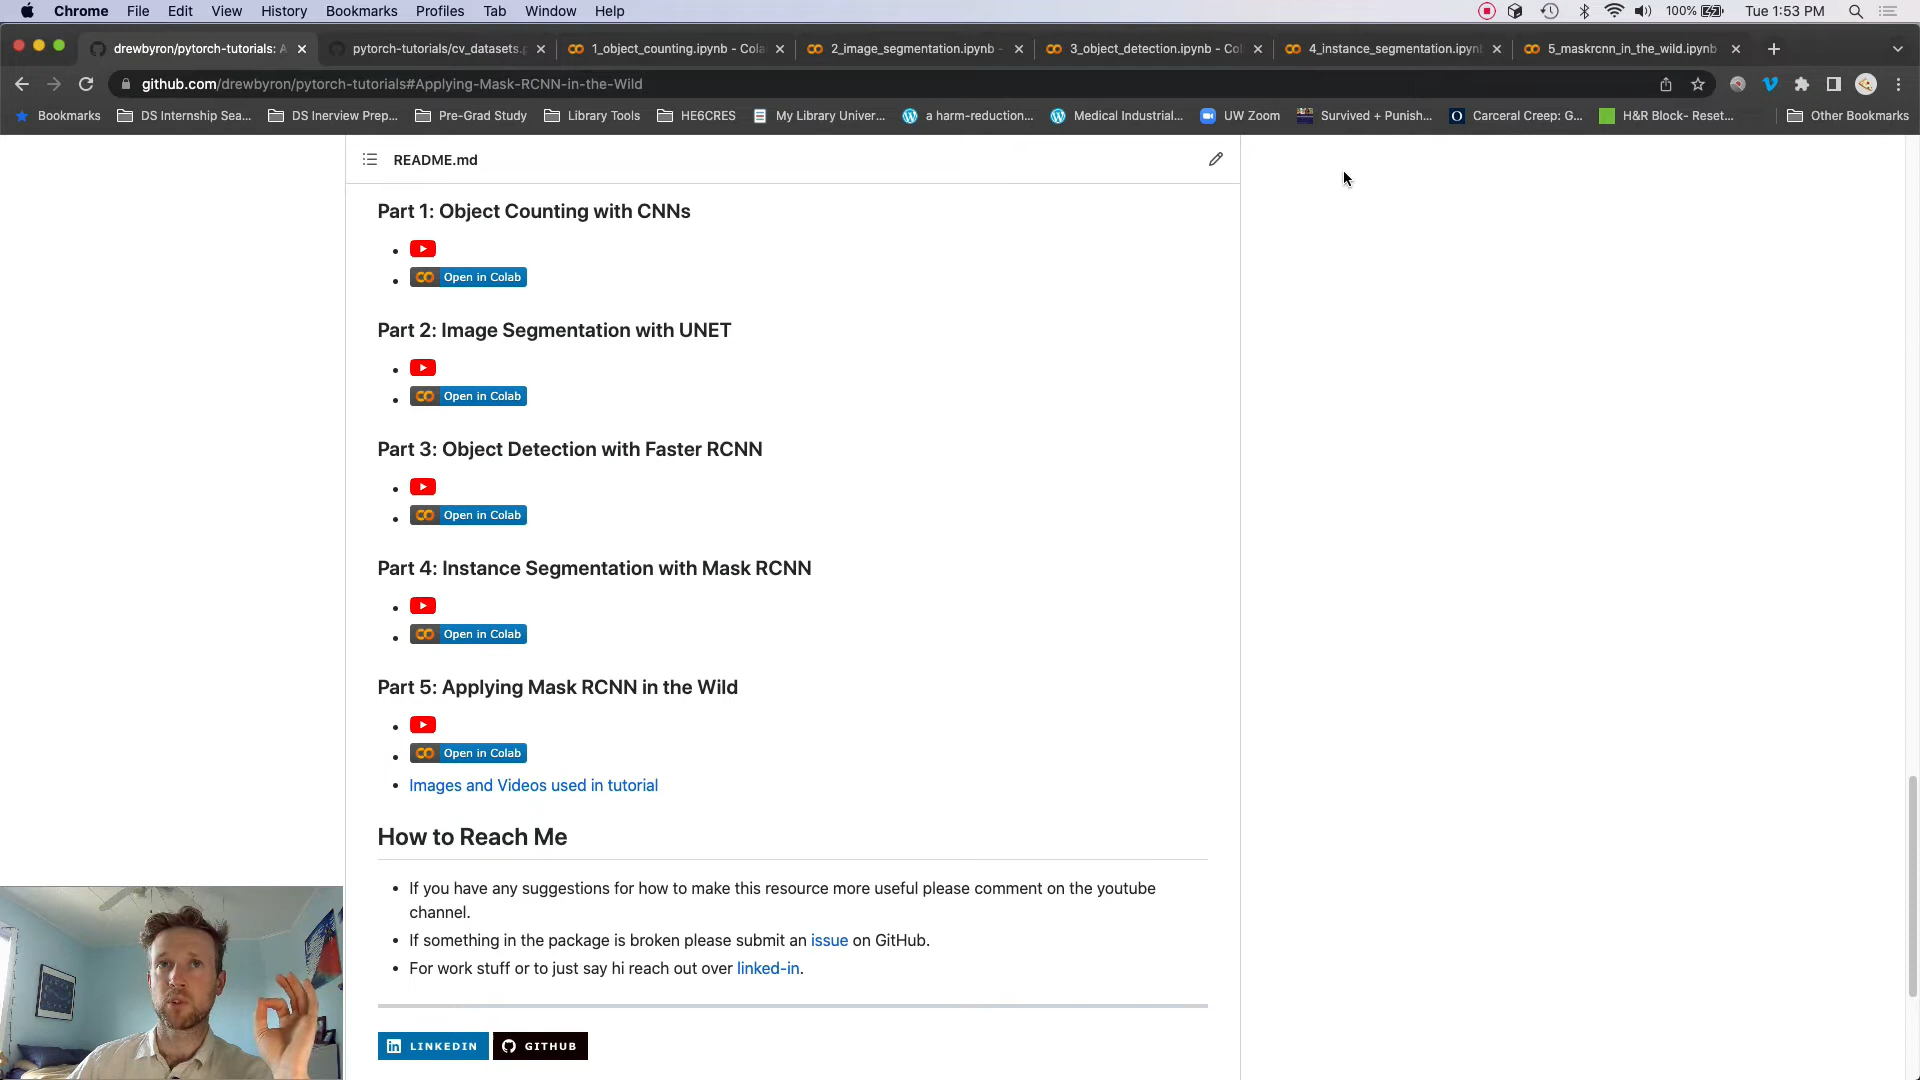 Chrome File Edit View History Bookmarks Profiles Tab Window Help 100% Tue 1:53 PM
drewbyron/pytorch-tutorials: A pytorch-tutorials/cv_datasets.p 1_object_counting.ipynb - Cola 2_image_segmentation.ipynb - 3_object_detection.ipynb - Col 4_instance_segmentation.ipynb 5_maskrcnn_in_the_wild.ipynb
github.com/drewbyron/pytorch-tutorials#Applying-Mask-RCNN-in-the-Wild
Bookmarks DS Internship Sea... DS Inerview Prep... Pre-Grad Study Library Tools HE6CRES My Library Univer... a harm-reduction... Medical Industrial... UW Zoom Survived + Punish... Carceral Creep: G... H&R Block- Reset... Other Bookmarks
README.md
Part 1: Object Counting with CNNs
Open in Colab
Part 2: Image Segmentation with UNET
Open in Colab
Part 3: Object Detection with Faster RCNN
Open in Colab
Part 4: Instance Segmentation with Mask RCNN
Open in Colab
Part 5: Applying Mask RCNN in the Wild
Open in Colab
Images and Videos used in tutorial
How to Reach Me
If you have any suggestions for how to make this resource more useful please comment on the youtube
channel.
If something in the package is broken please submit an issue on GitHub.
For work stuff or to just say hi reach out over linked-in.
LINKEDIN GITHUB